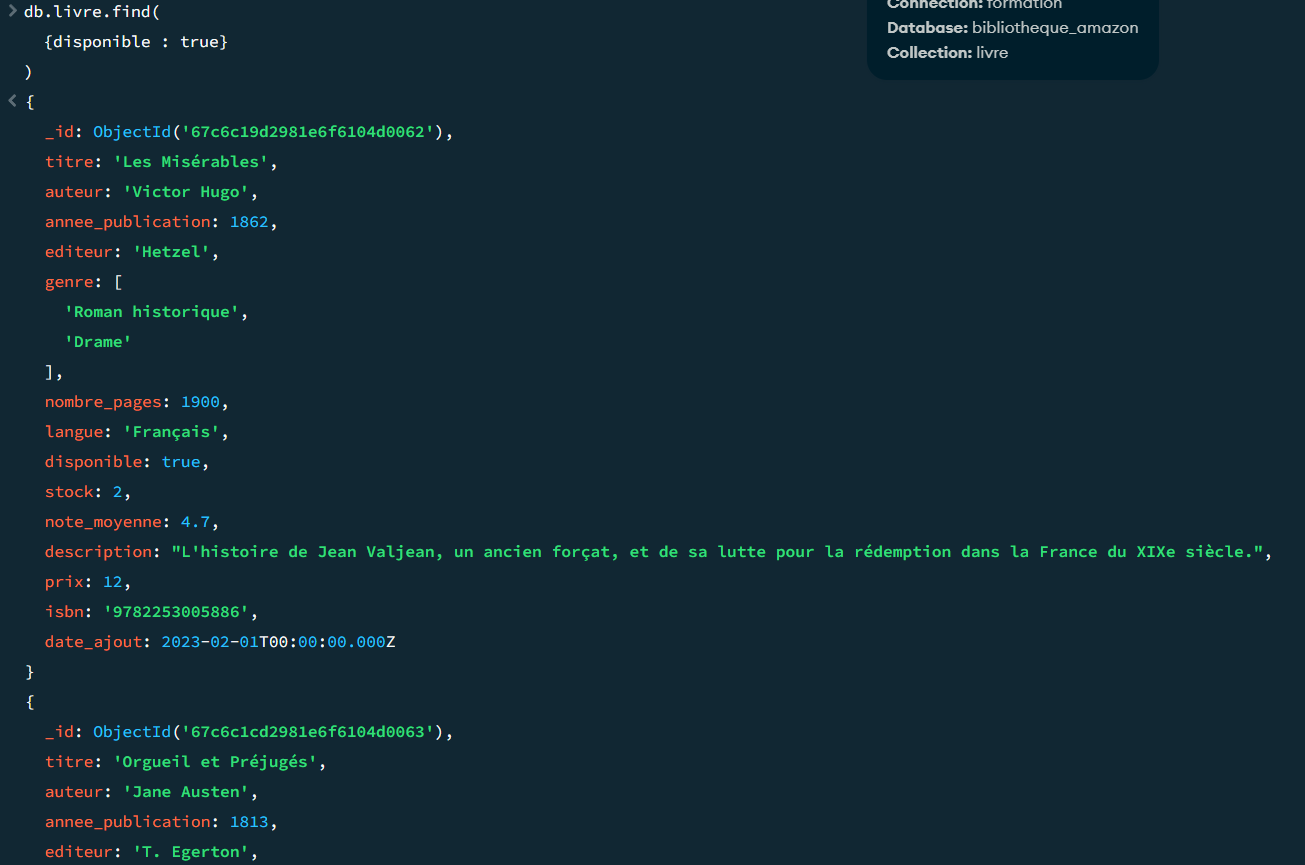 db.livre.find(
{disponible : true}
)
Connection: formation
Database: bibliotheque_amazon
Collection: livre
{
_id: ObjectId('67c6c19d2981e6f6104d0062'),
titre: 'Les Misérables',
auteur: 'Victor Hugo',
annee_publication: 1862,
editeur: 'Hetzel',
genre: [
'Roman historique',
'Drame'
],
nombre_pages: 1900,
langue: 'Français',
disponible: true,
stock: 2,
note_moyenne: 4.7,
description: "L'histoire de Jean Valjean, un ancien forçat, et de sa lutte pour la rédemption dans la France du XIXe siècle.",
prix: 12,
isbn: '9782253005886',
date_ajout: 2023-02-01T00:00:00.000Z
}
{
_id: ObjectId('67c6c1cd2981e6f6104d0063'),
titre: 'Orgueil et Préjugés',
auteur: 'Jane Austen',
annee_publication: 1813,
editeur: 'T. Egerton',